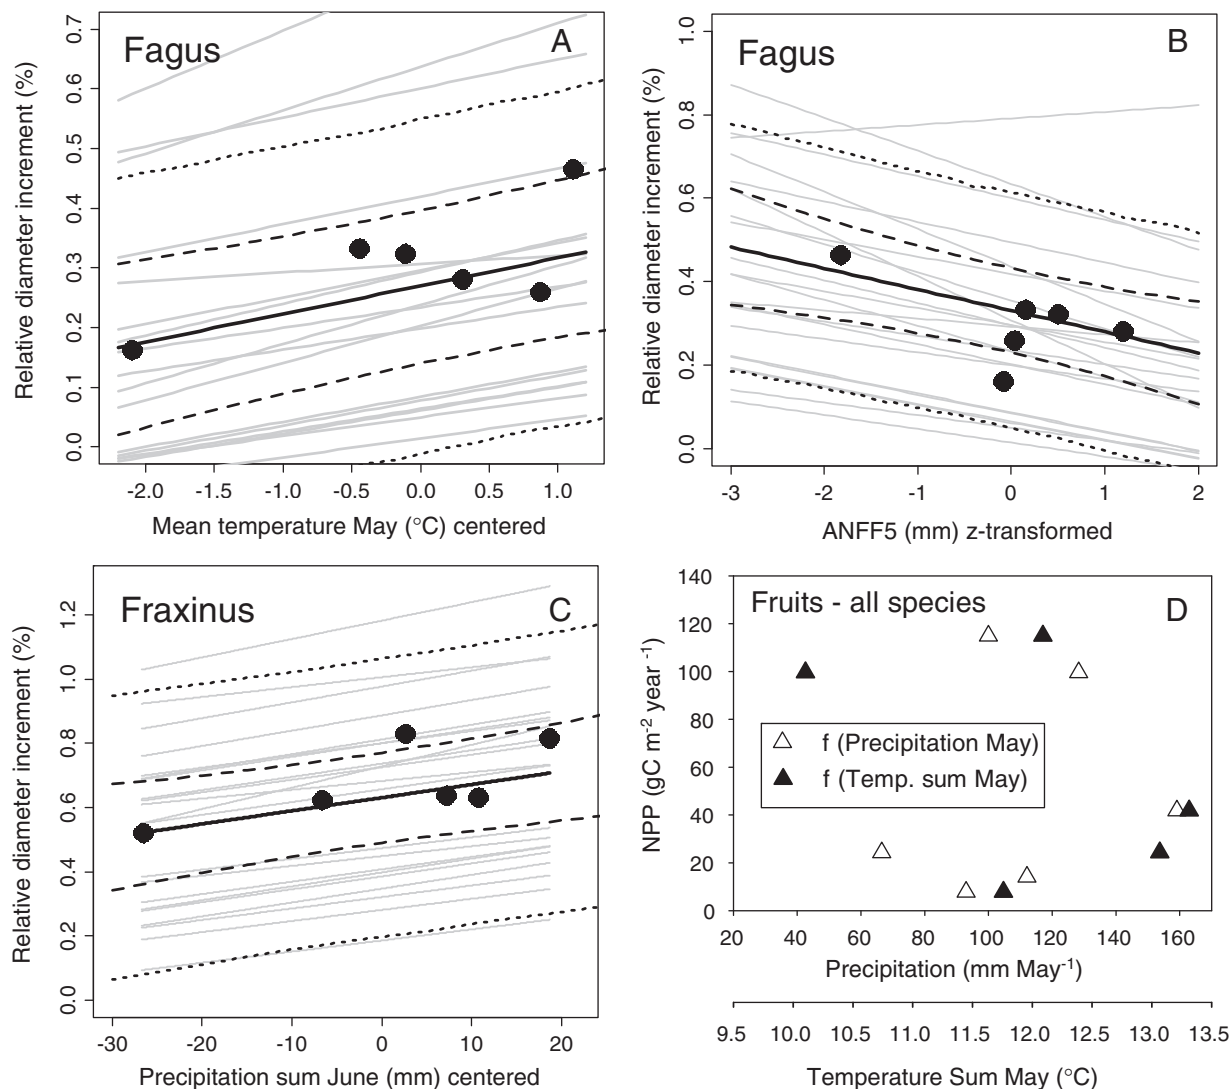 Fagus
A
Relative diameter increment (%)
0.7
0.6
0.5
0.4
0.3
0.2
0.1
0.0
-2.0 -1.5 -1.0 -0.5 0.0 0.5 1.0
Mean temperature May (°C) centered
Fagus
B
Relative diameter increment (%)
1.0
0.8
0.6
0.4
0.2
0.0
-3 -2 -1 0 1 2
ANFF5 (mm) z-transformed
Fraxinus
C
Relative diameter increment (%)
1.2
1.0
0.8
0.6
0.4
0.2
0.0
-30 -20 -10 0 10 20
Precipitation sum June (mm) centered
Fruits - all species
D
NPP (gC m⁻² year⁻¹)
140
120
100
80
60
40
20
0
f (Precipitation May)
f (Temp. sum May)
20 40 60 80 100 120 140 160
Precipitation (mm May⁻¹)
9.5 10.0 10.5 11.0 11.5 12.0 12.5 13.0 13.5
Temperature Sum May (°C)